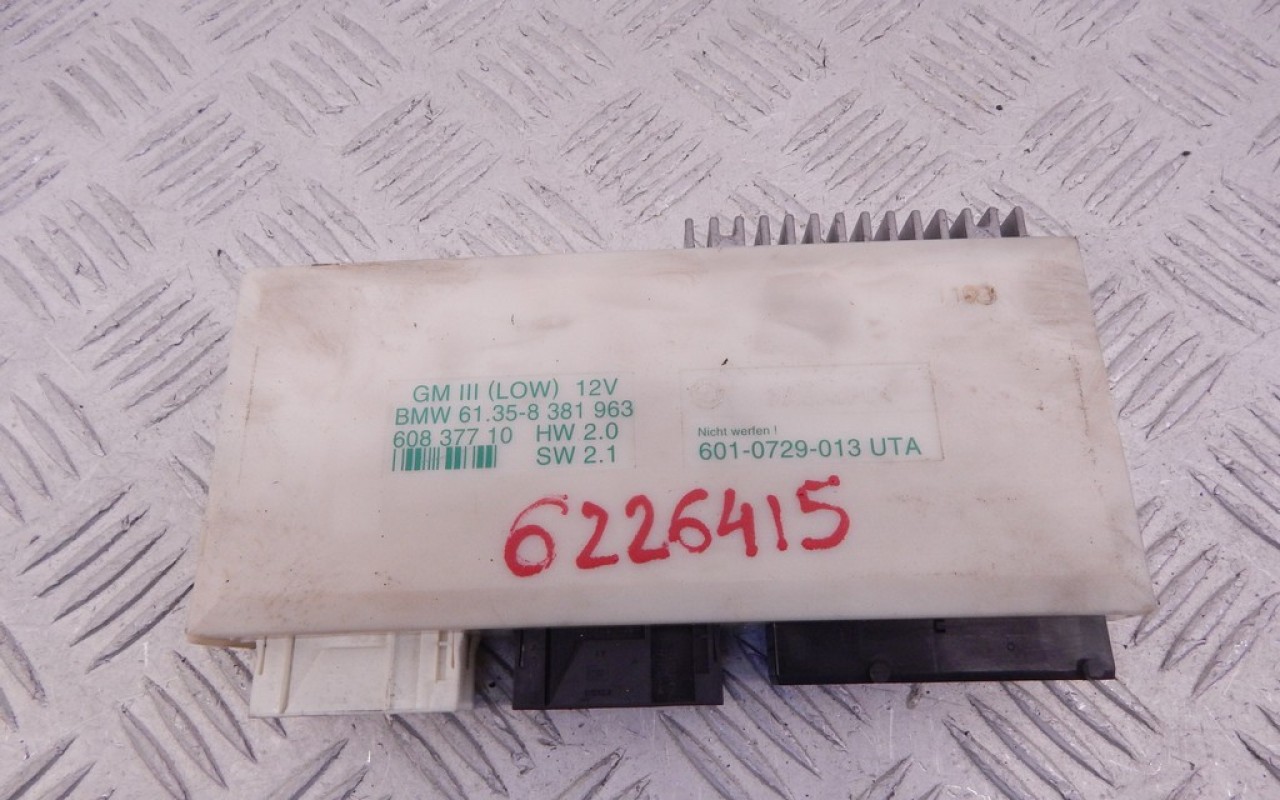 GM III (LOW) 12V
BMW 61.35-8 381 963
608 377 10 HW 2.0
SW 2.1
Nicht werfen !
601-0729-013 UTA
6226415